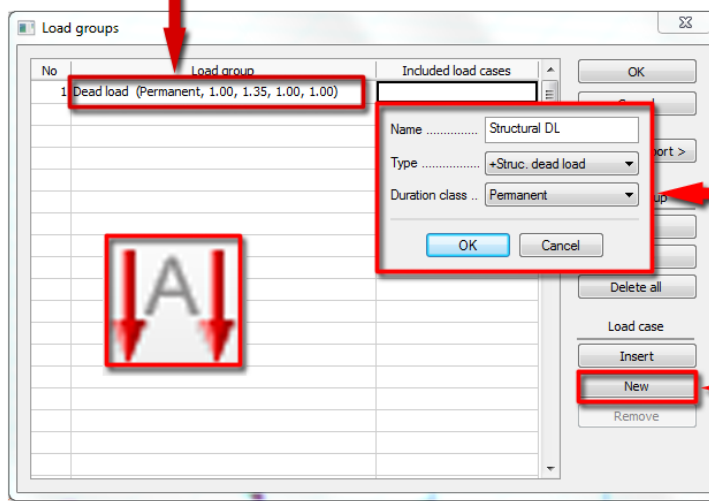 Load groups
No Load group Included load cases
1 Dead load (Permanent, 1.00, 1.35, 1.00, 1.00)
OK
Name .............. Structural DL
Type ................ +Struc. dead load
Duration class .. Permanent
OK Cancel
A
Delete all
Load case
Insert
New
Remove